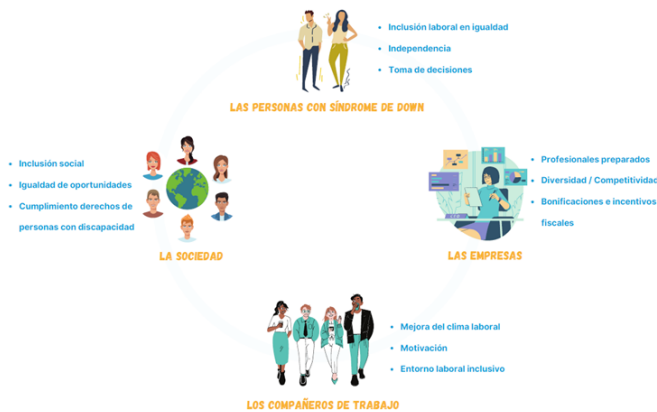 • Inclusión laboral en igualdad
• Independencia
• Toma de decisiones
LAS PERSONAS CON SÍNDROME DE DOWN
• Inclusión social
• Igualdad de oportunidades
• Cumplimiento derechos de
personas con discapacidad
LA SOCIEDAD
• Profesionales preparados
• Diversidad / Competitividad
• Bonificaciones e incentivos
fiscales
LAS EMPRESAS
• Mejora del clima laboral
• Motivación
• Entorno laboral inclusivo
LOS COMPAÑEROS DE TRABAJO